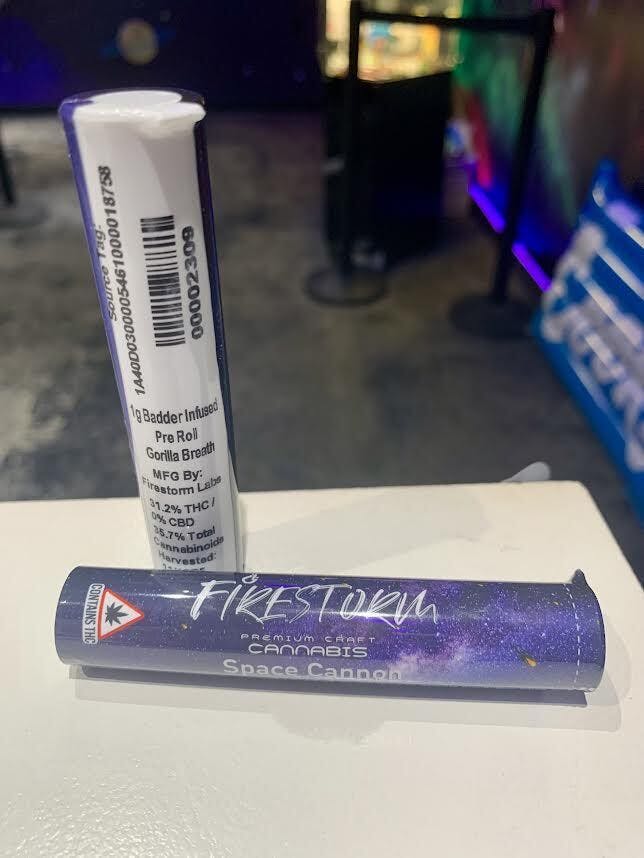 Source Tag:
1A40D0300005461000018758
00002309
1g Badder Infused
Pre Roll
Gorilla Breath
MFG By:
Firestorm Labs
31.2% THC /
0% CBD
35.7% Total
Cannabinoids
Harvested:
CONTAINS THC
FIRESTORM
PREMIUM CRAFT
CANNABIS
Space Cannon